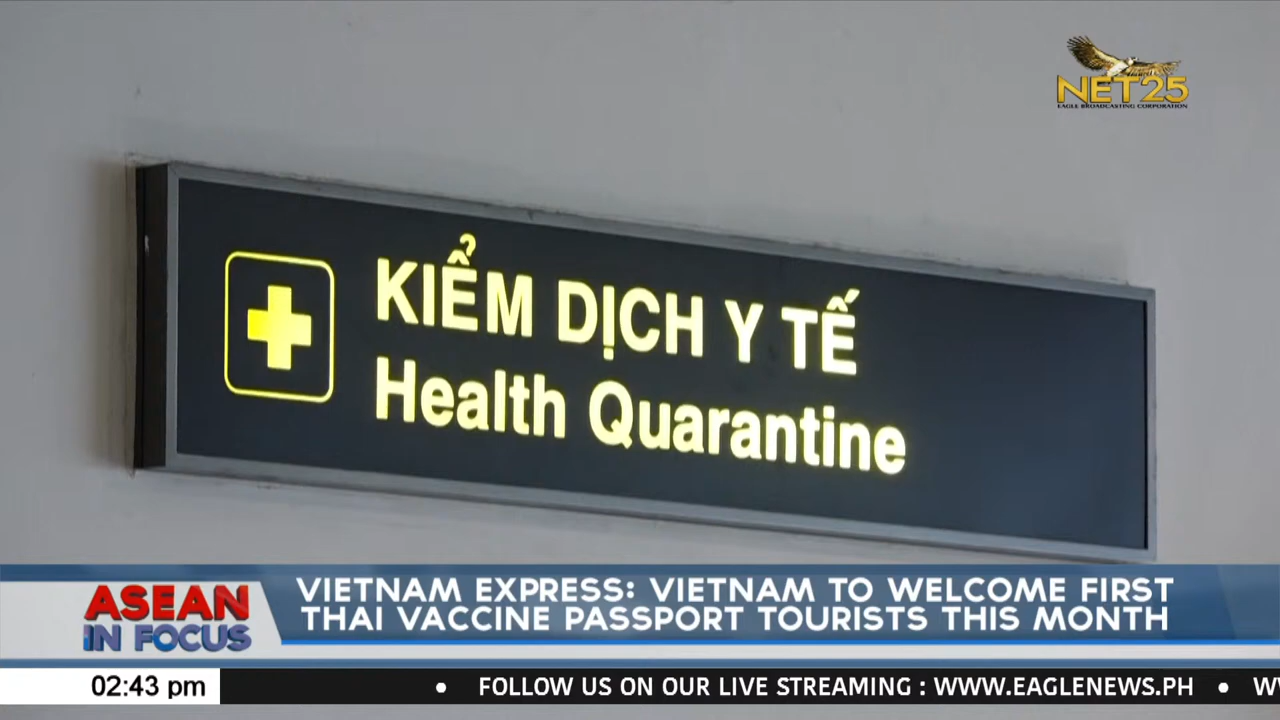 NET25
EAGLE BROADCASTING CORPORATION
KIỂM DỊCH Y TẾ
Health Quarantine
ASEAN
IN FOCUS
VIETNAM EXPRESS: VIETNAM TO WELCOME FIRST
THAI VACCINE PASSPORT TOURISTS THIS MONTH
02:43 pm
• FOLLOW US ON OUR LIVE STREAMING : WWW.EAGLENEWS.PH •